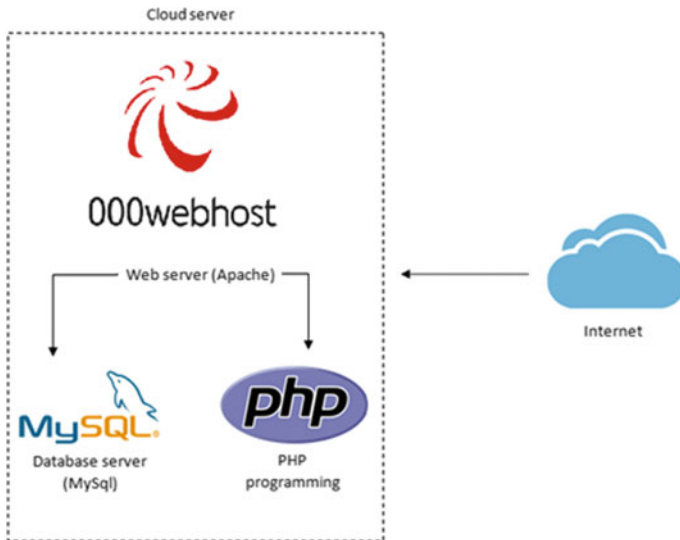 Cloud server
000webhost
Web server (Apache)
Internet
MySQL®
php
Database server
(MySql)
PHP
programming